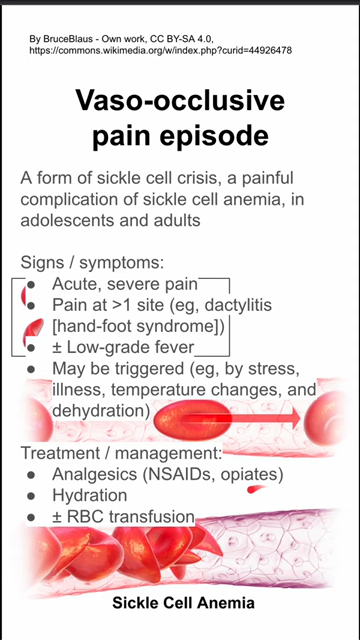 By BruceBlaus - Own work, CC BY-SA 4.0,
https://commons.wikimedia.org/w/index.php?curid=44926478
Vaso-occlusive
pain episode
A form of sickle cell crisis, a painful
complication of sickle cell anemia, in
adolescents and adults
Signs / symptoms:
● Acute, severe pain
● Pain at >1 site (eg, dactylitis
[hand-foot syndrome])
● ± Low-grade fever
● May be triggered (eg, by stress,
illness, temperature changes, and
dehydration)
Treatment / management:
● Analgesics (NSAIDs, opiates)
● Hydration
● ± RBC transfusion
Sickle Cell Anemia